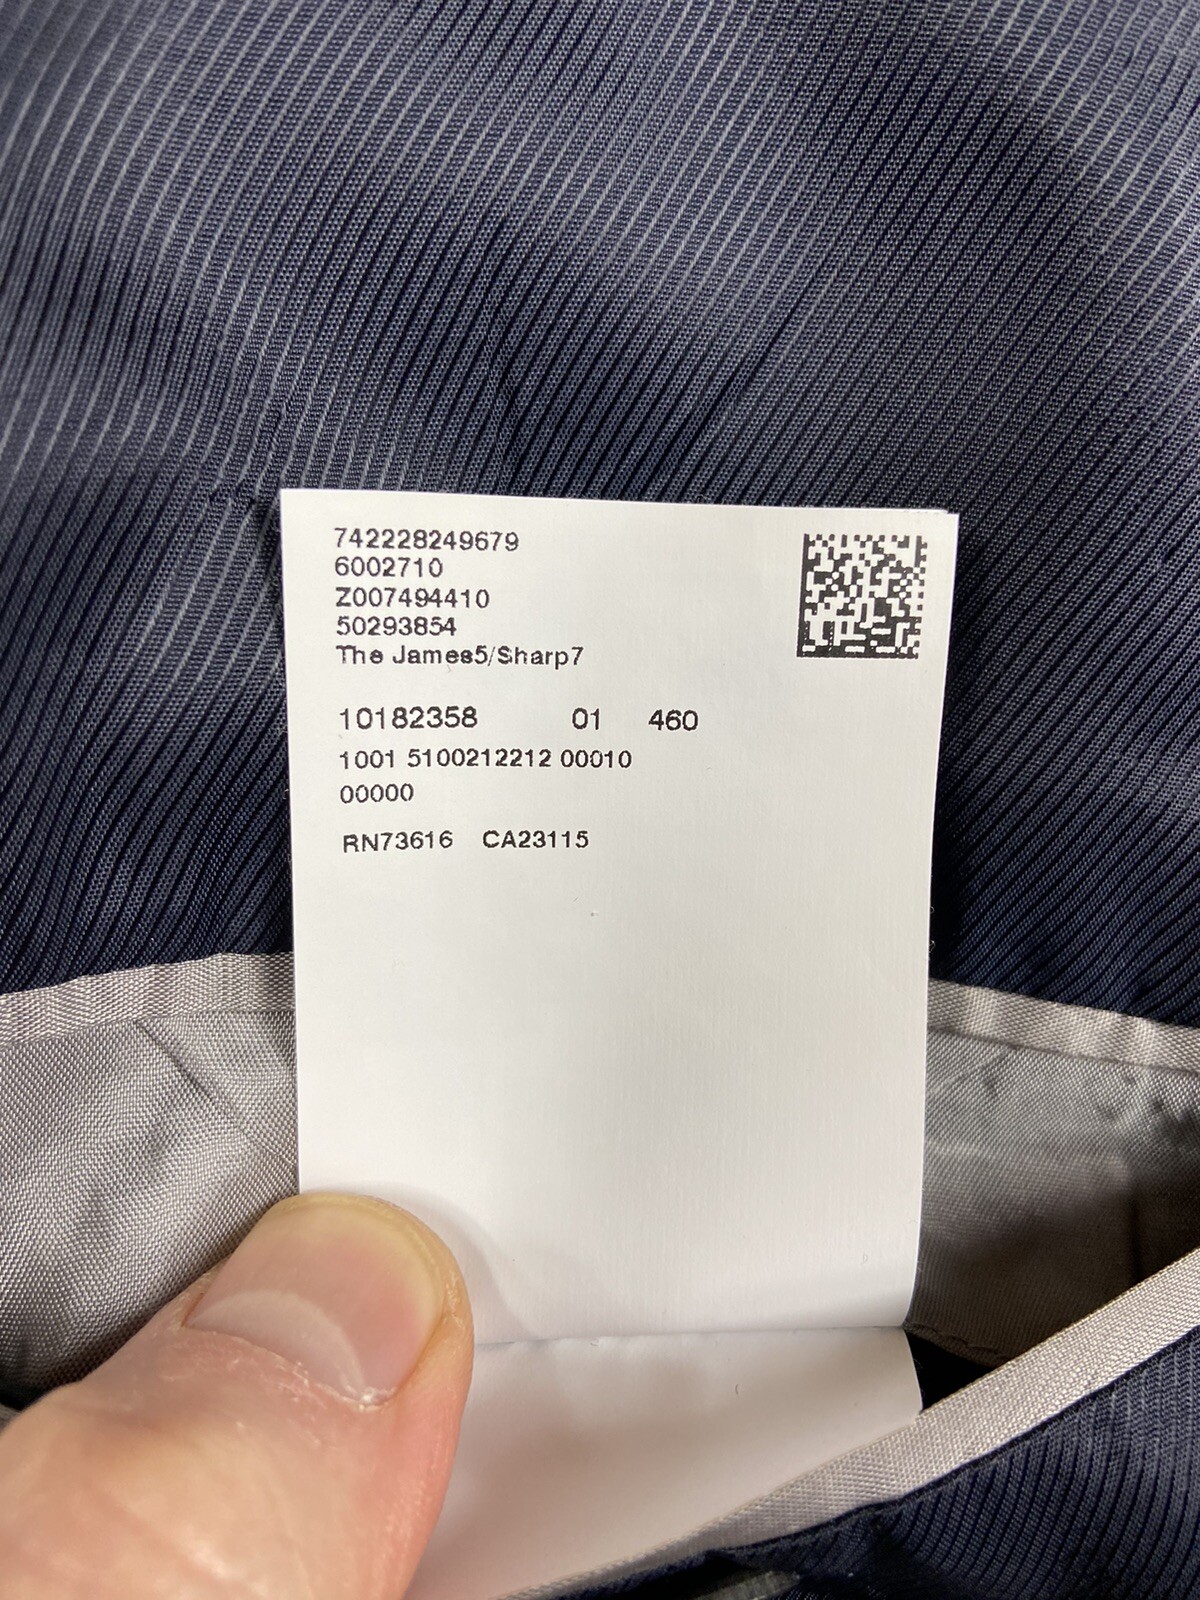 742228249679
6002710
Z007494410
50293854
The James5/Sharp7
10182358 01 460
1001 5100212212 00010
00000
RN73616 CA23115